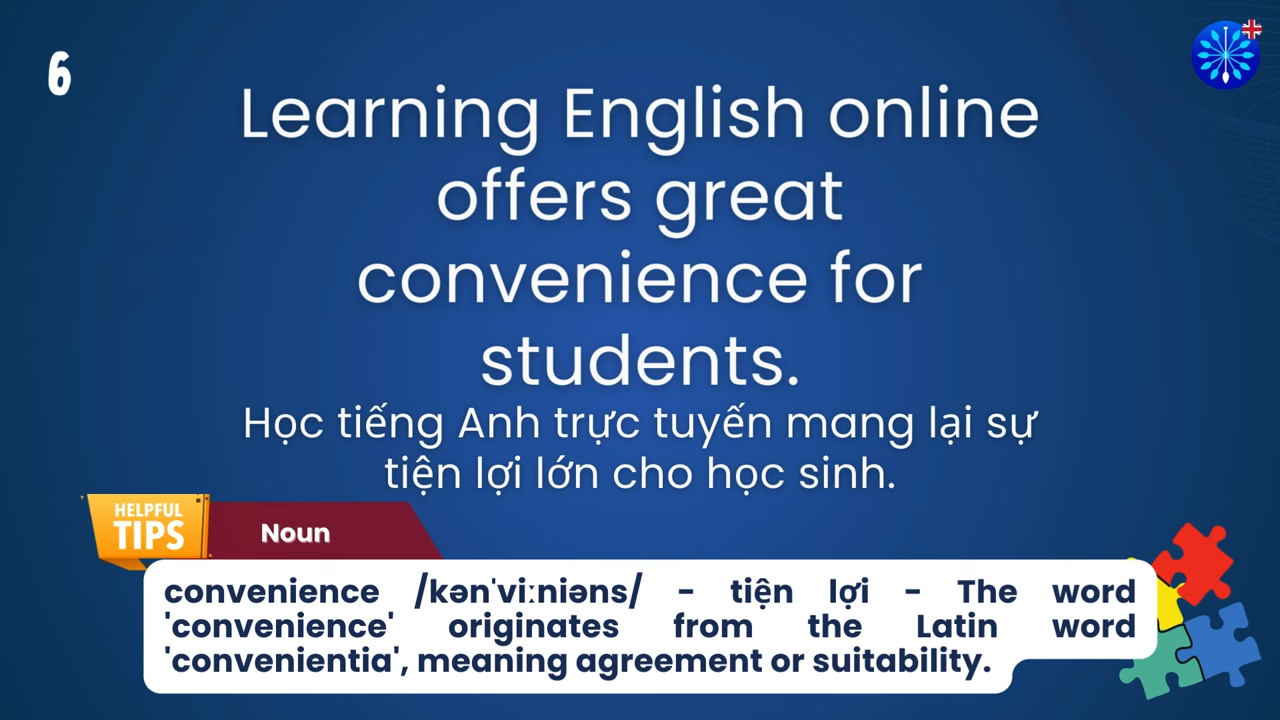 6
Learning English online
offers great
convenience for
students.
Học tiếng Anh trực tuyến mang lại sự
tiện lợi lớn cho học sinh.
HELPFUL
TIPS
Noun
convenience /kənˈviːniəns/ - tiện lợi - The word
'convenience' originates from the Latin word
'convenientia', meaning agreement or suitability.